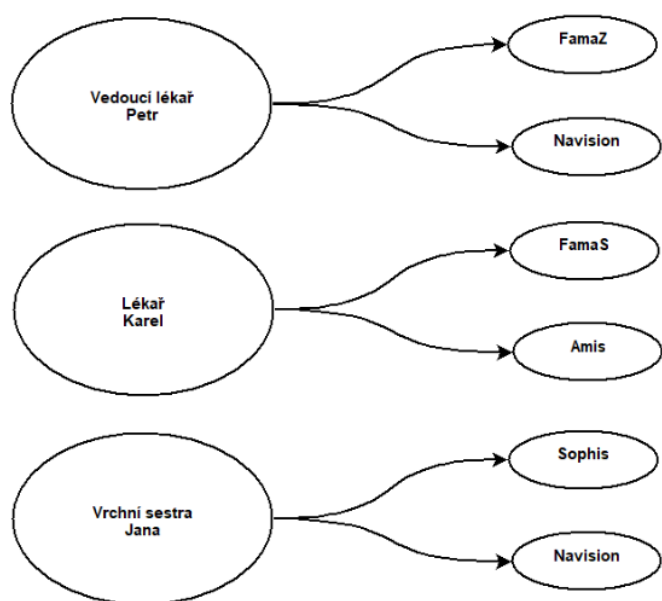 Vedoucí lékař
Petr
FamaZ
Navision
Lékař
Karel
FamaS
Amis
Vrchní sestra
Jana
Sophis
Navision